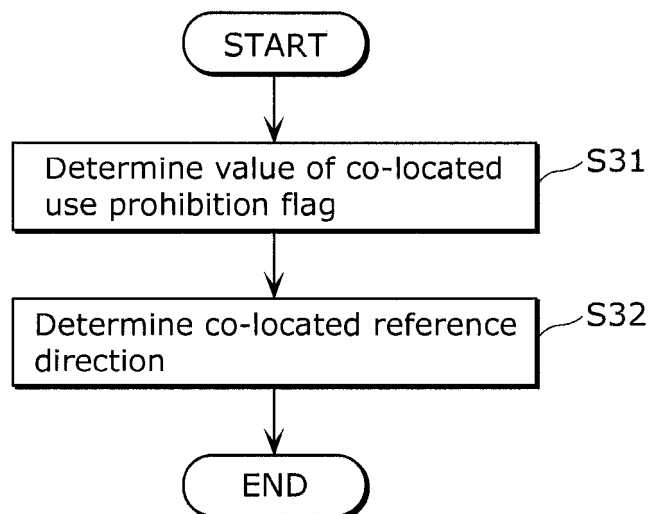 START
Determine value of co-located
use prohibition flag
S31
Determine co-located reference
direction
S32
END